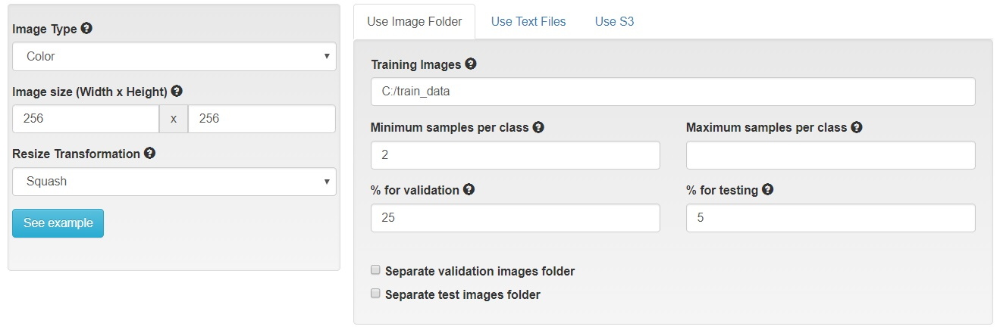 Image Type
Color
Image size (Width x Height)
256 x 256
Resize Transformation
Squash
See example
Use Image Folder Use Text Files Use S3
Training Images
C:/train_data
Minimum samples per class Maximum samples per class
2
% for validation % for testing
25 5
Separate validation images folder
Separate test images folder